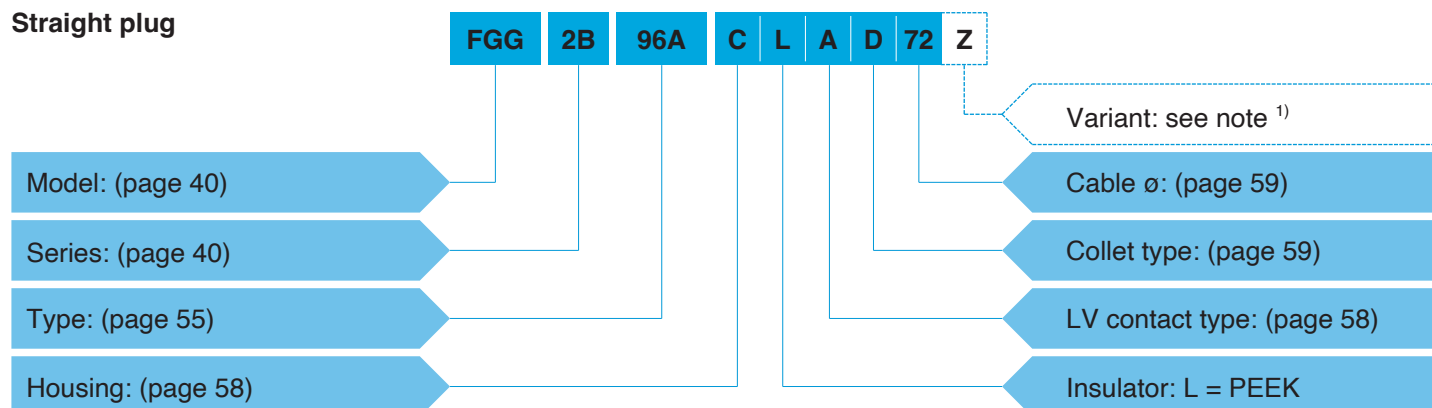 Straight plug
FGG 2B 96A C L A D 72 Z
Variant: see note 1)
Model: (page 40)
Cable ø: (page 59)
Series: (page 40)
Collet type: (page 59)
Type: (page 55)
LV contact type: (page 58)
Housing: (page 58)
Insulator: L = PEEK